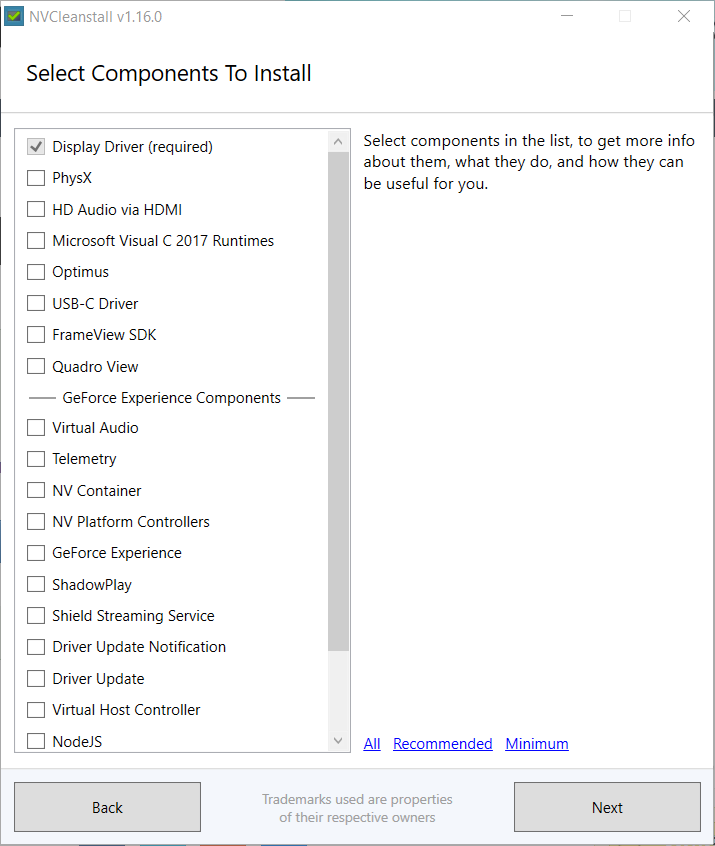 NVCleanstall v1.16.0
Select Components To Install
Display Driver (required)
PhysX
HD Audio via HDMI
Microsoft Visual C 2017 Runtimes
Optimus
USB-C Driver
FrameView SDK
Quadro View
GeForce Experience Components
Virtual Audio
Telemetry
NV Container
NV Platform Controllers
GeForce Experience
ShadowPlay
Shield Streaming Service
Driver Update Notification
Driver Update
Virtual Host Controller
NodeJS
Select components in the list, to get more info
about them, what they do, and how they can
be useful for you.
All Recommended Minimum
Back
Trademarks used are properties
of their respective owners
Next